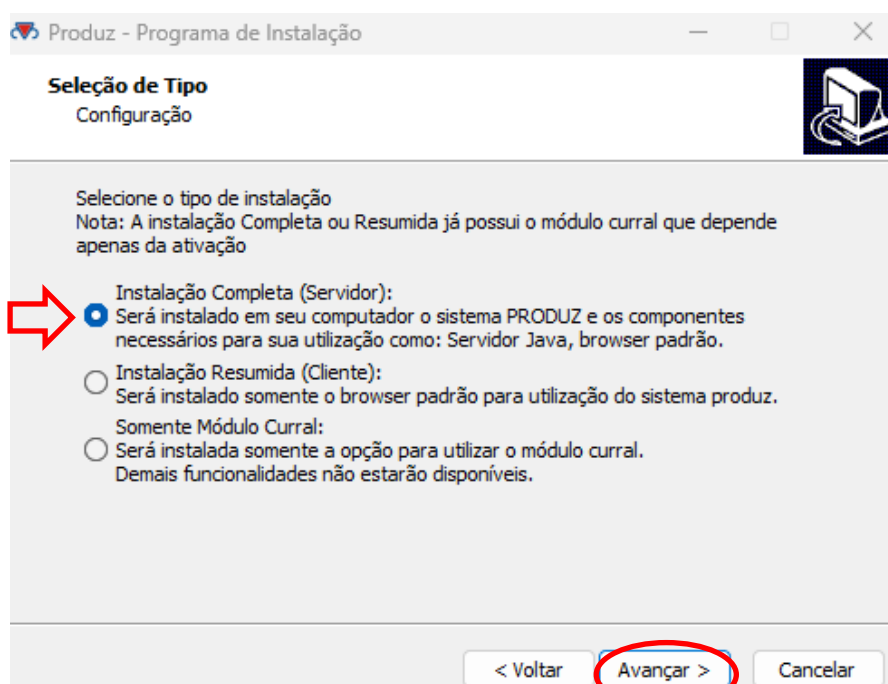 Produz - Programa de Instalação
Seleção de Tipo
Configuração
Selecione o tipo de instalação
Nota: A instalação Completa ou Resumida já possui o módulo curral que depende
apenas da ativação
Instalação Completa (Servidor):
Será instalado em seu computador o sistema PRODUZ e os componentes
necessários para sua utilização como: Servidor Java, browser padrão.
Instalação Resumida (Cliente):
Será instalado somente o browser padrão para utilização do sistema produz.
Somente Módulo Curral:
Será instalada somente a opção para utilizar o módulo curral.
Demais funcionalidades não estarão disponíveis.
< Voltar Avançar > Cancelar